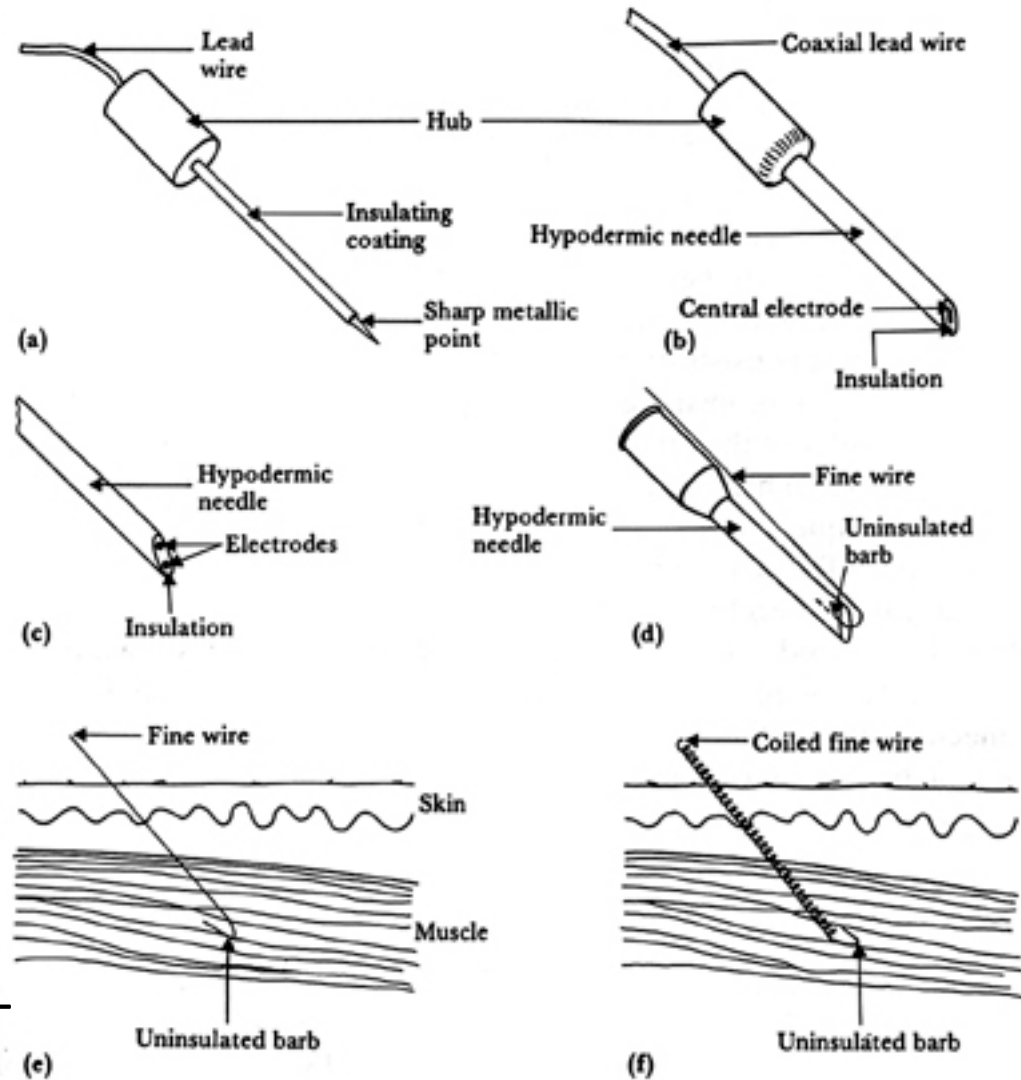 Lead
wire
Hub
Insulating
coating
Sharp metallic
point
(a)
Coaxial lead wire
Hypodermic needle
Central electrode
Insulation
(b)
Hypodermic
needle
Electrodes
Insulation
(c)
Fine wire
Hypodermic
needle
Uninsulated
barb
(d)
Fine wire
Skin
Muscle
Uninsulated barb
(e)
Coiled fine wire
Uninsulated barb
(f)